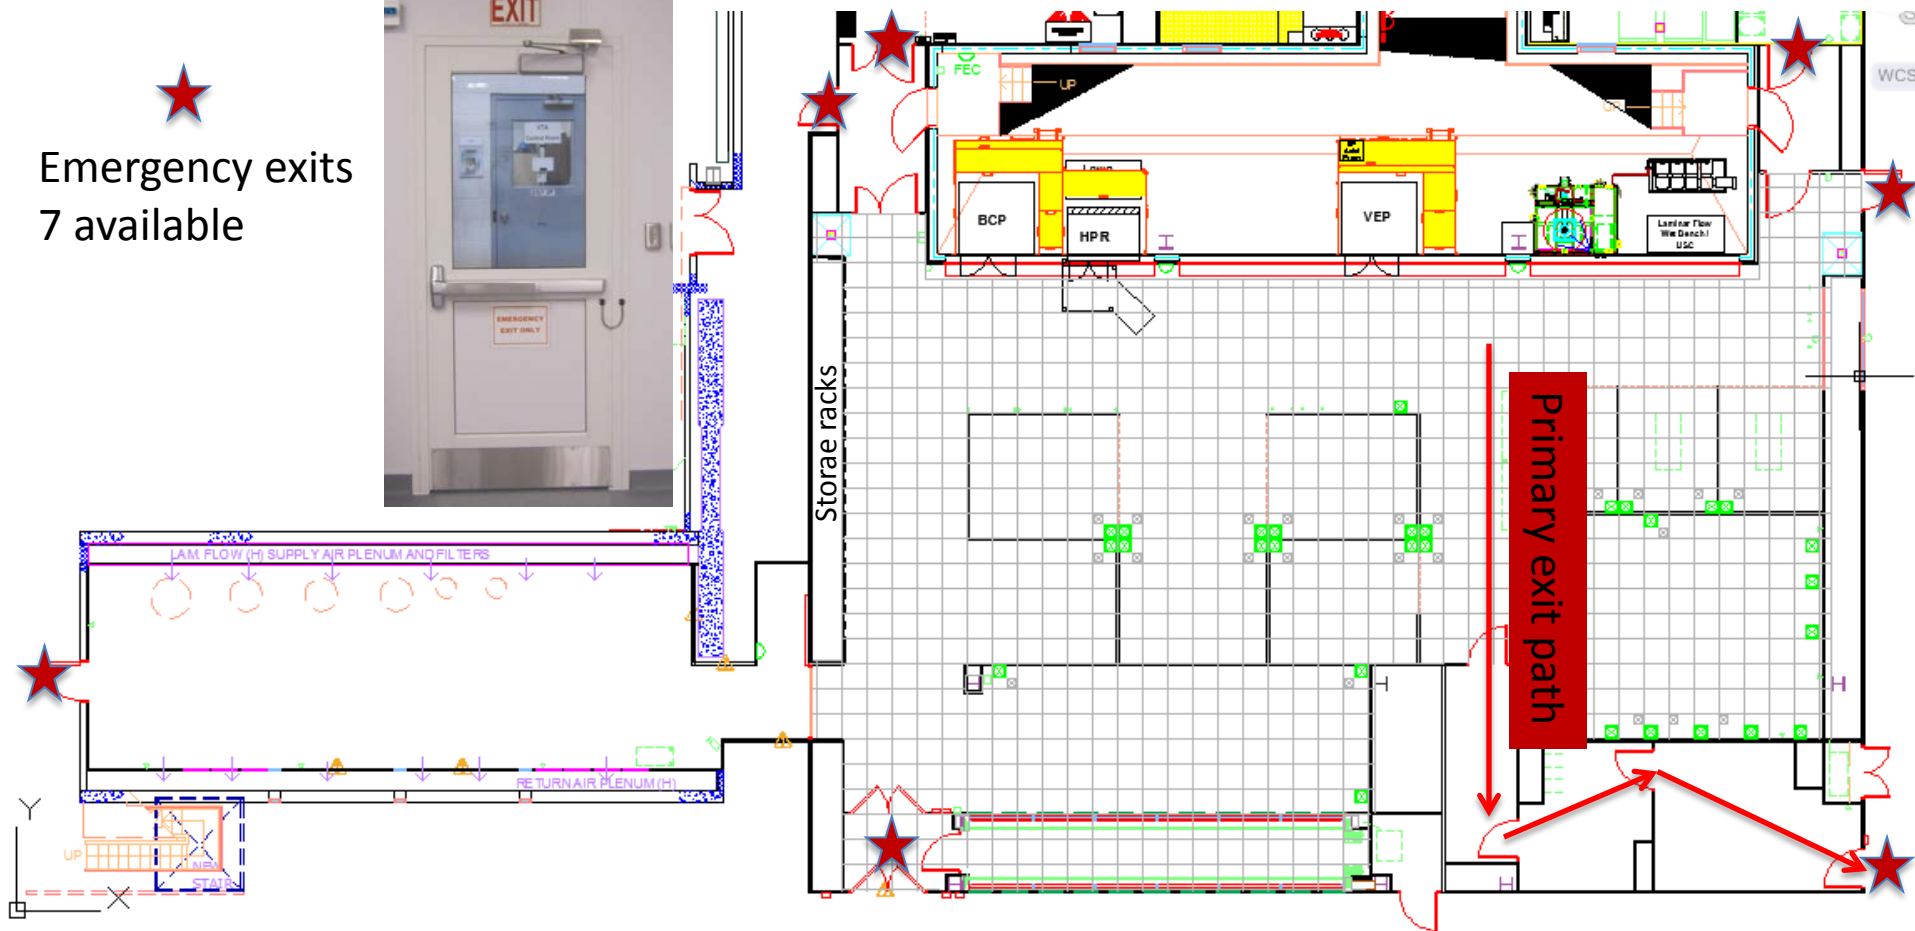 EXIT
EMERGENCY
EXIT ONLY
Emergency exits
7 available
FEC
UP
WCS
BCP
HPR
VEP
Laminar Flow
Wet Bench /
USC
Storae racks
Primary exit path
LAM. FLOW (H) SUPPLY AIR PLENUM AND FILTERS
RETURN AIR PLENUM (H)
Y
UP
NEW
STAIR
X